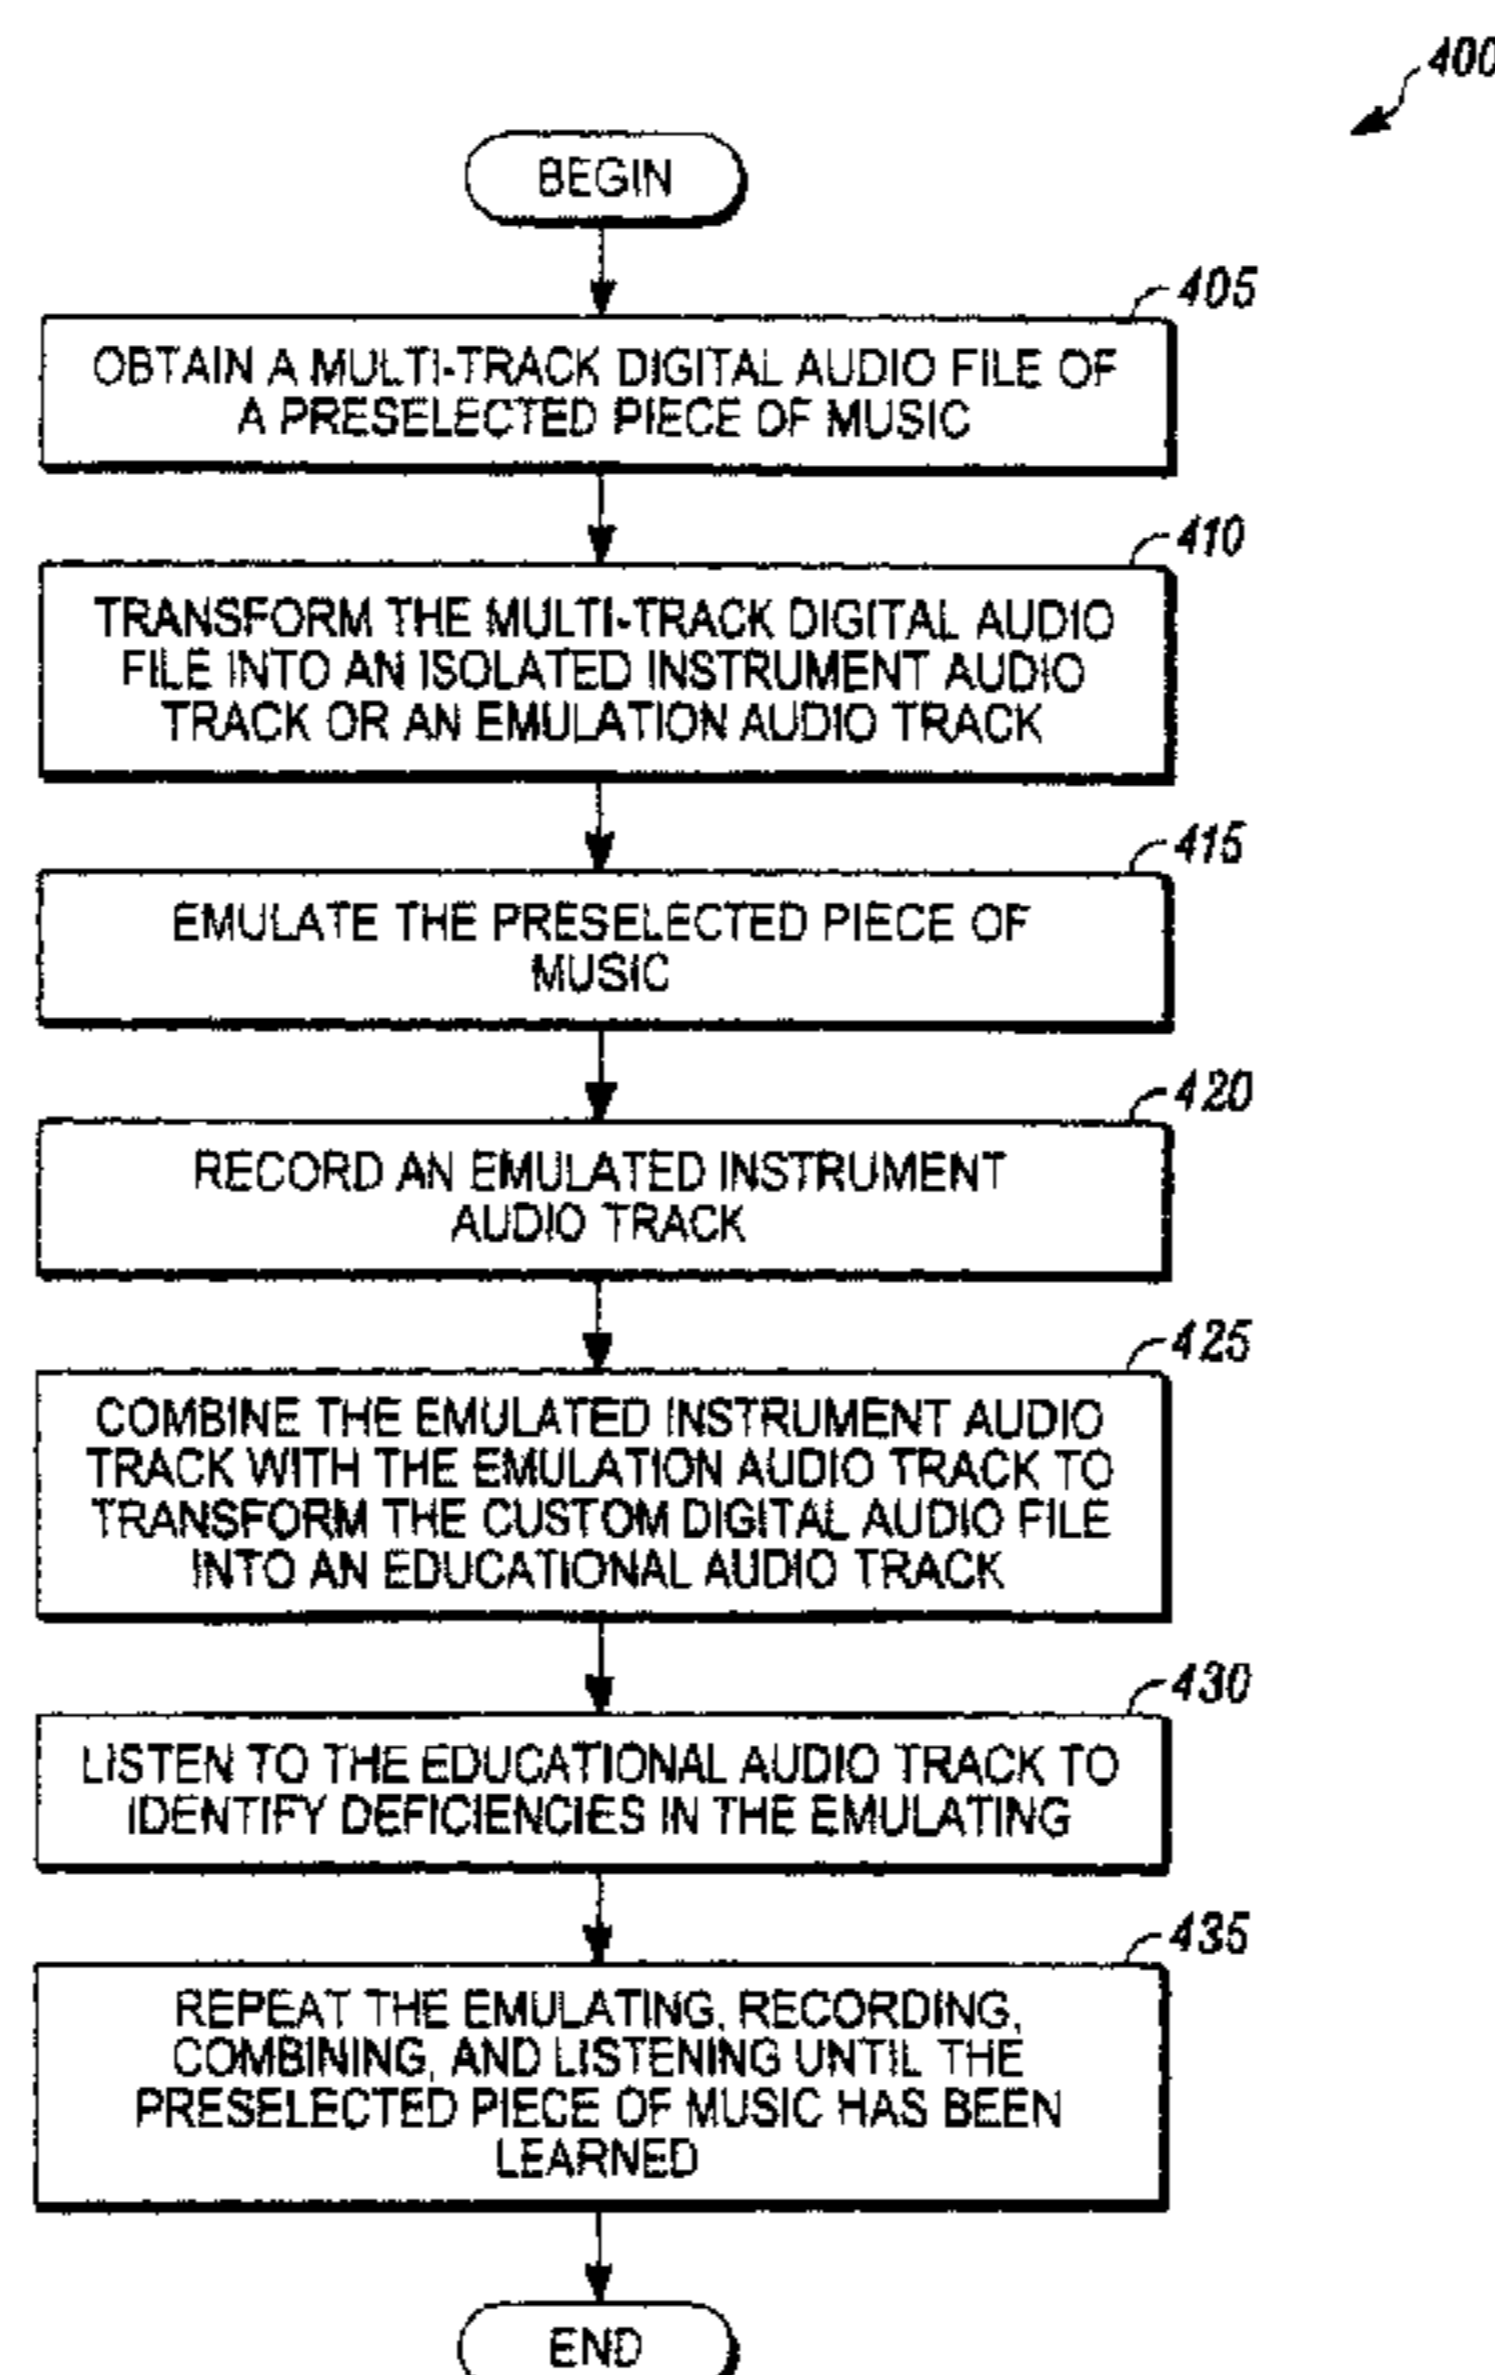 400
BEGIN
405
OBTAIN A MULTI-TRACK DIGITAL AUDIO FILE OF
A PRESELECTED PIECE OF MUSIC
410
TRANSFORM THE MULTI-TRACK DIGITAL AUDIO
FILE INTO AN ISOLATED INSTRUMENT AUDIO
TRACK OR AN EMULATION AUDIO TRACK
415
EMULATE THE PRESELECTED PIECE OF
MUSIC
420
RECORD AN EMULATED INSTRUMENT
AUDIO TRACK
425
COMBINE THE EMULATED INSTRUMENT AUDIO
TRACK WITH THE EMULATION AUDIO TRACK TO
TRANSFORM THE CUSTOM DIGITAL AUDIO FILE
INTO AN EDUCATIONAL AUDIO TRACK
430
LISTEN TO THE EDUCATIONAL AUDIO TRACK TO
IDENTIFY DEFICIENCIES IN THE EMULATING
435
REPEAT THE EMULATING, RECORDING,
COMBINING, AND LISTENING UNTIL THE
PRESELECTED PIECE OF MUSIC HAS BEEN
LEARNED
END